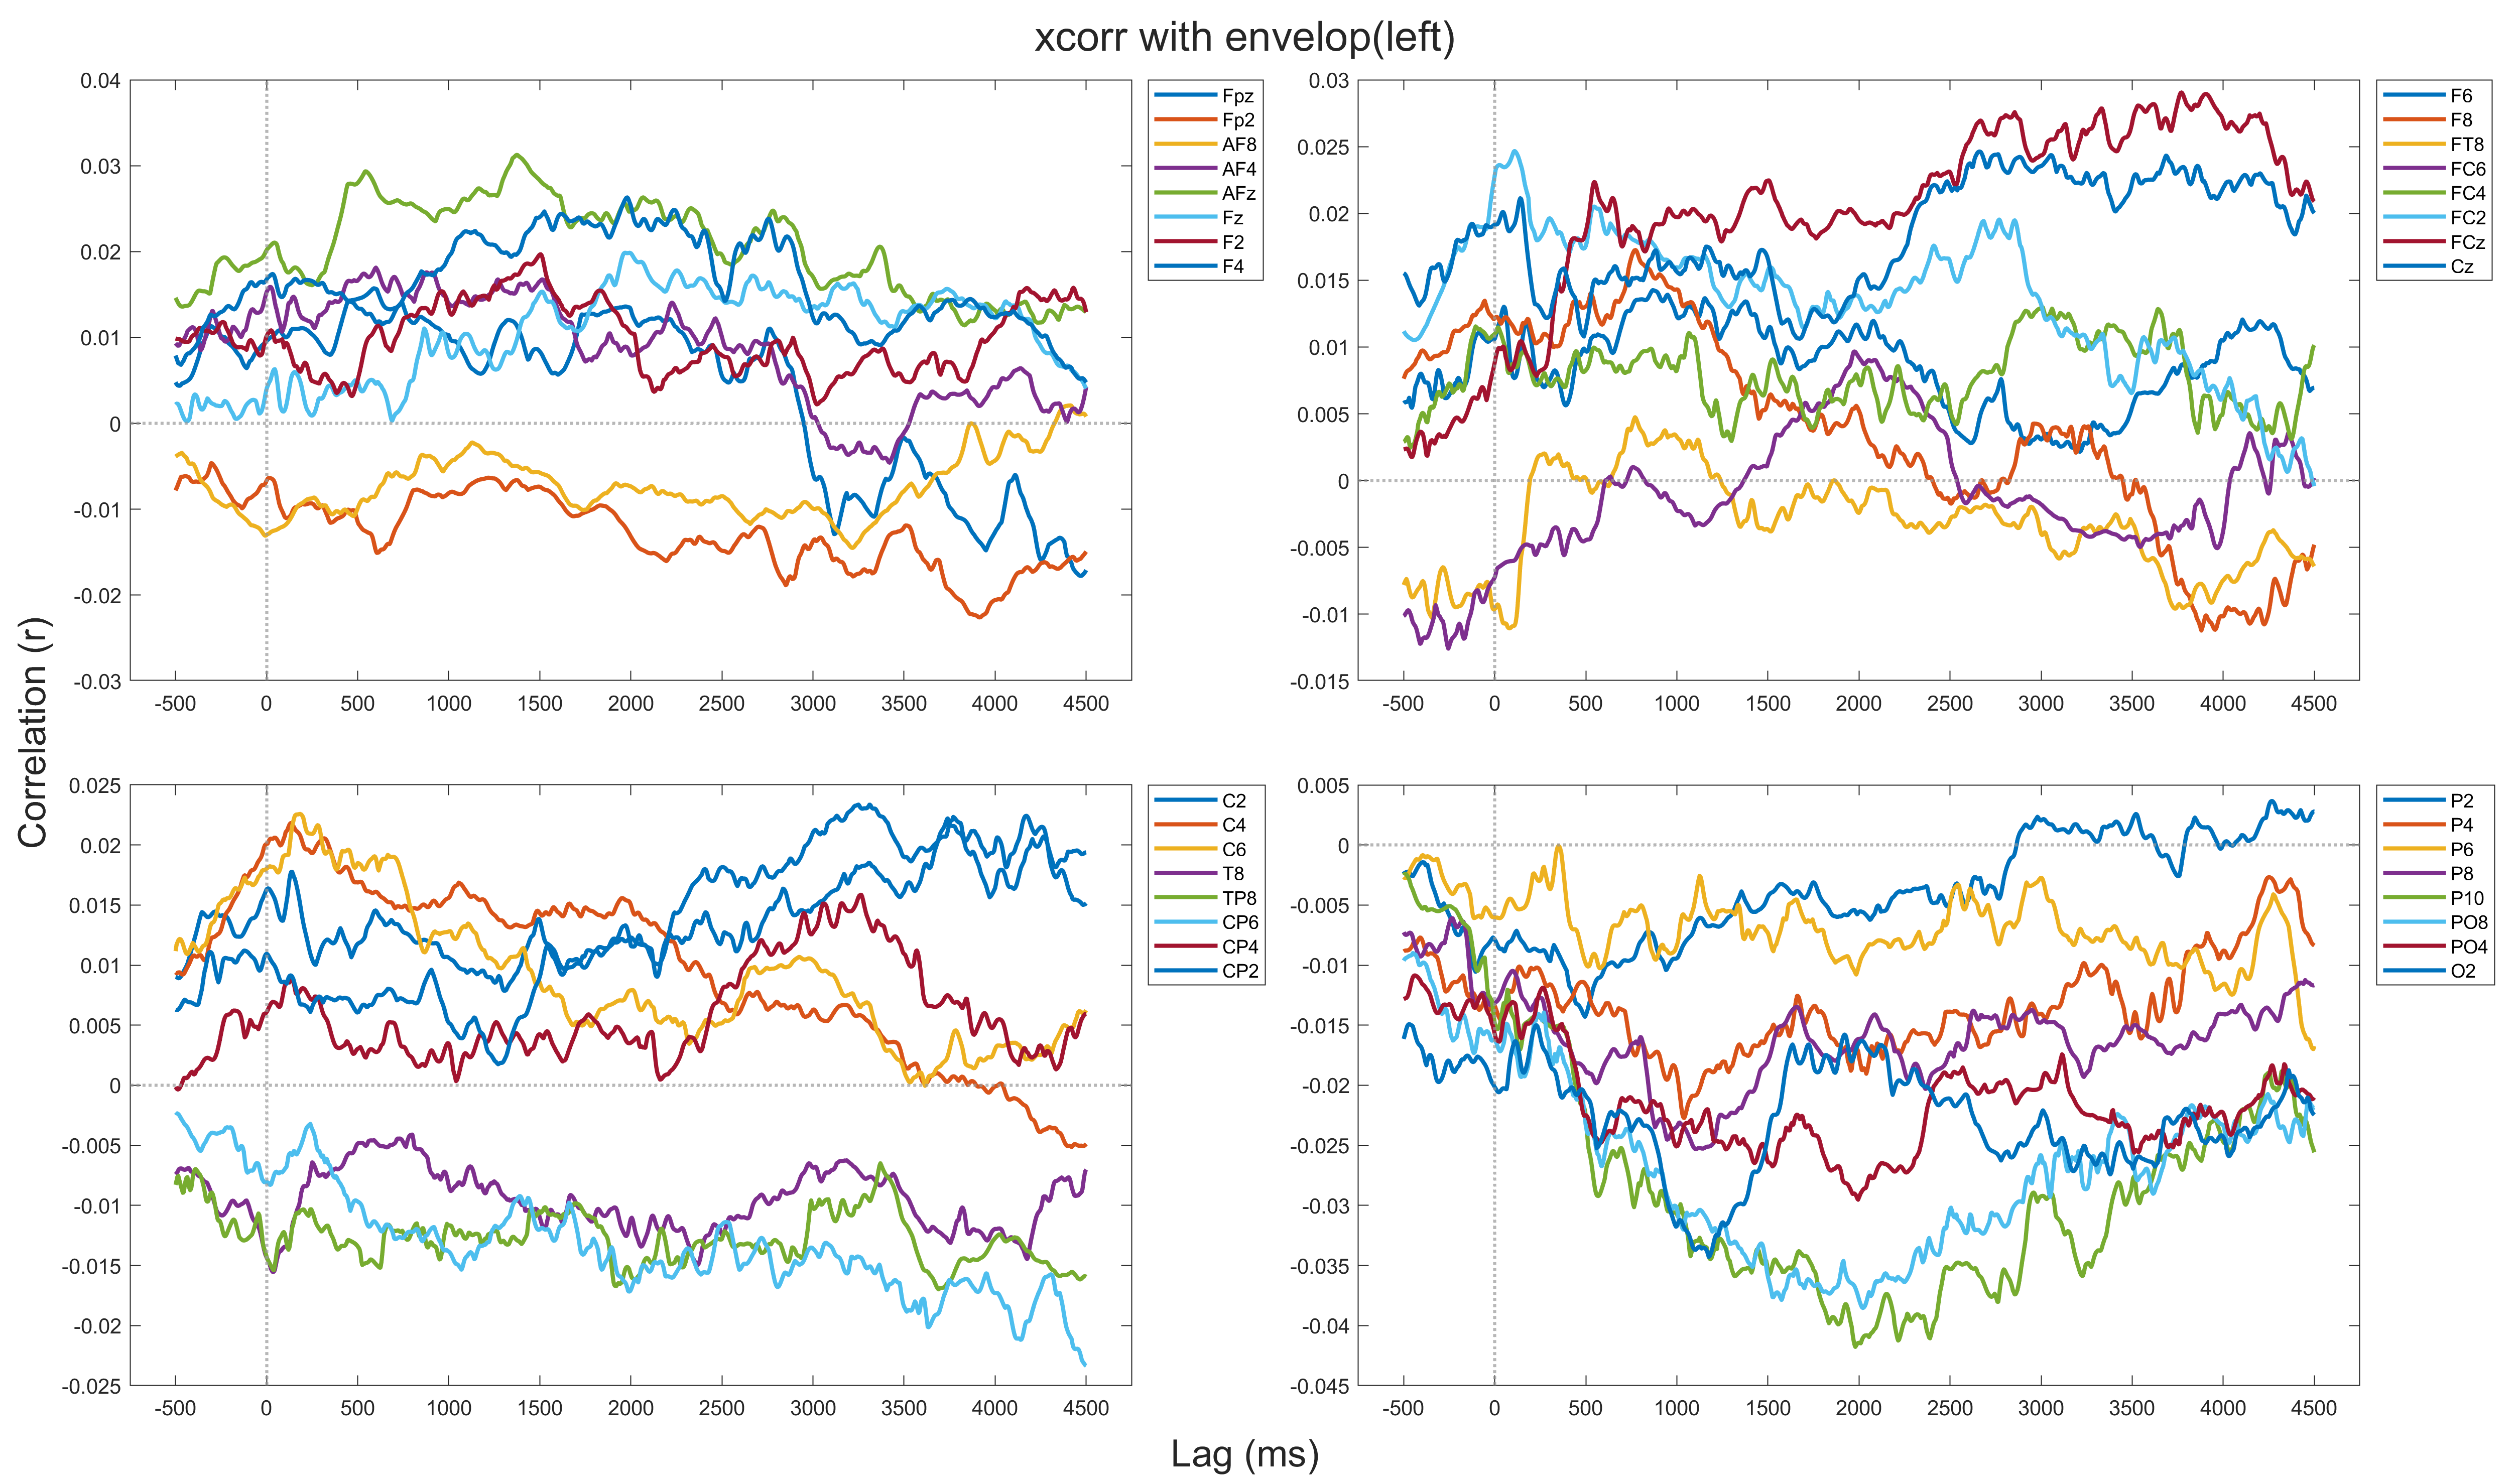 xcorr with envelop(left)
Correlation (r)
0.04
0.03
0.02
0.01
0
-0.01
-0.02
-0.03
-500 0 500 1000 1500 2000 2500 3000 3500 4000 4500
Fpz
Fp2
AF8
AF4
AFz
Fz
F2
F4
0.03
0.025
0.02
0.015
0.01
0.005
0
-0.005
-0.01
-0.015
-500 0 500 1000 1500 2000 2500 3000 3500 4000 4500
F6
F8
FT8
FC6
FC4
FC2
FCz
Cz
0.025
0.02
0.015
0.01
0.005
0
-0.005
-0.01
-0.015
-0.02
-0.025
-500 0 500 1000 1500 2000 2500 3000 3500 4000 4500
C2
C4
C6
T8
TP8
CP6
CP4
CP2
0.005
0
-0.005
-0.01
-0.015
-0.02
-0.025
-0.03
-0.035
-0.04
-0.045
-500 0 500 1000 1500 2000 2500 3000 3500 4000 4500
P2
P4
P6
P8
P10
PO8
PO4
O2
Lag (ms)